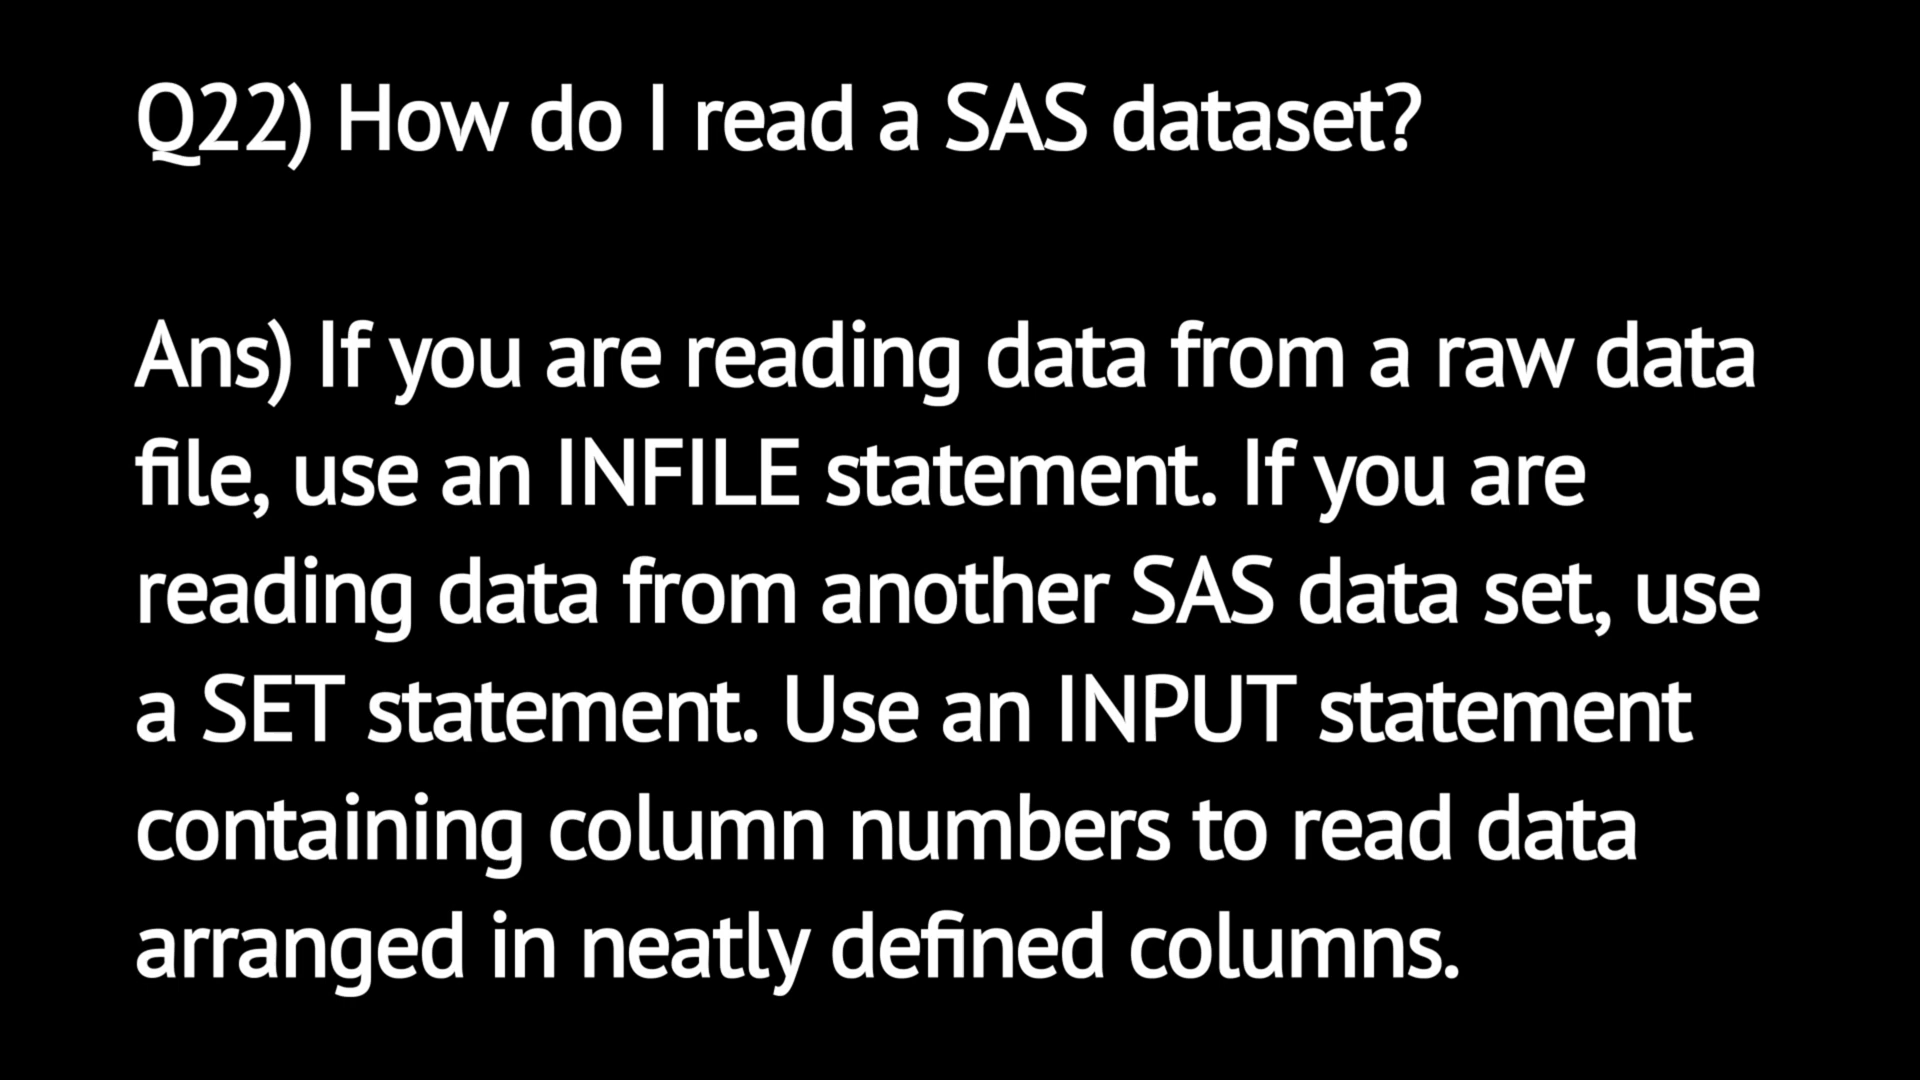 Q22) How do I read a SAS dataset?
Ans) If you are reading data from a raw data
file, use an INFILE statement. If you are
reading data from another SAS data set, use
a SET statement. Use an INPUT statement
containing column numbers to read data
arranged in neatly defined columns.